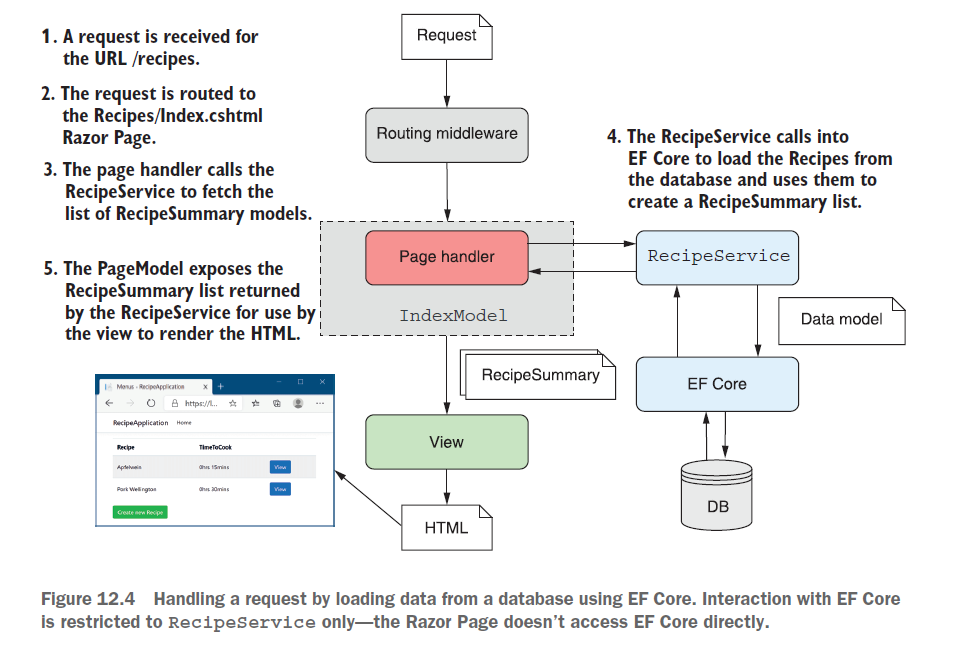 1. A request is received for
the URL /recipes.
2. The request is routed to
the Recipes/Index.cshtml
Razor Page.
3. The page handler calls the
RecipeService to fetch the
list of RecipeSummary models.
5. The PageModel exposes the
RecipeSummary list returned
by the RecipeService for use by
the view to render the HTML.
Request
Routing middleware
4. The RecipeService calls into
EF Core to load the Recipes from
the database and uses them to
create a RecipeSummary list.
Page handler
IndexModel
RecipeService
Data model
RecipeSummary
EF Core
View
DB
HTML
Menus - RecipeApplication
https://l...
RecipeApplication Home
Recipe TimeToCook
Apfelwein 0hrs 15mins View
Pork Wellington 0hrs 30mins View
Create new Recipe
Figure 12.4 Handling a request by loading data from a database using EF Core. Interaction with EF Core
is restricted to RecipeService only—the Razor Page doesn’t access EF Core directly.